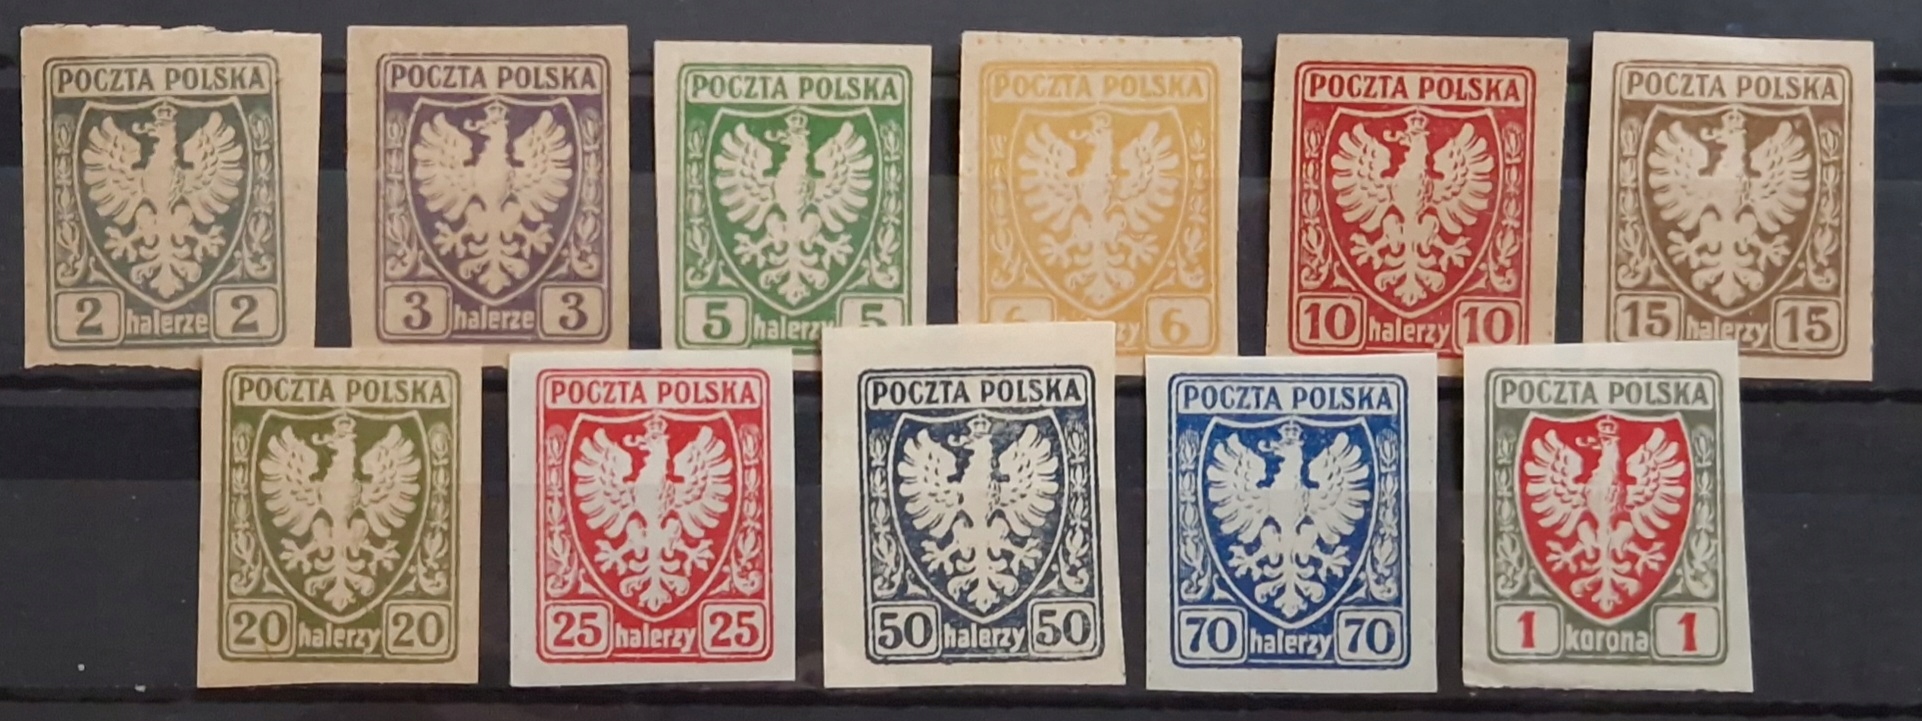 POCZTA POLSKA
2 halerze 2
POCZTA POLSKA
3 halerze 3
POCZTA POLSKA
5 halerzy 5
POCZTA POLSKA
6 halerzy 6
POCZTA POLSKA
10 halerzy 10
POCZTA POLSKA
15 halerzy 15
POCZTA POLSKA
20 halerzy 20
POCZTA POLSKA
25 halerzy 25
POCZTA POLSKA
50 halerzy 50
POCZTA POLSKA
70 halerzy 70
POCZTA POLSKA
1 korona 1